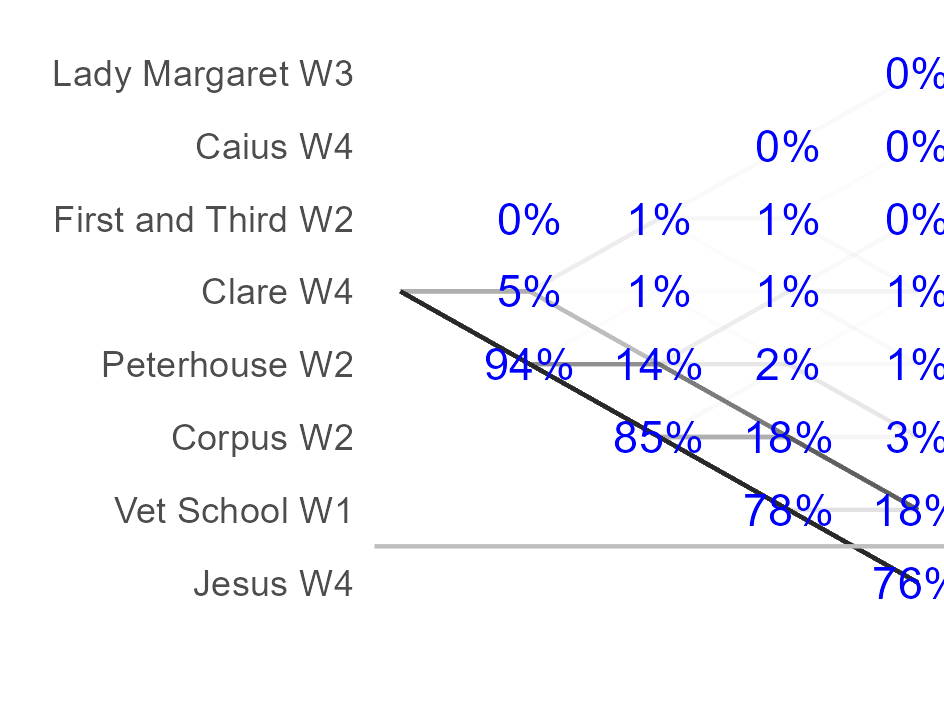 Lady Margaret W3 0%
Caius W4 0% 0%
First and Third W2 0% 1% 1% 0%
Clare W4 5% 1% 1% 1%
Peterhouse W2 94% 14% 2% 1%
Corpus W2 85% 18% 3%
Vet School W1 78% 18%
Jesus W4 76%